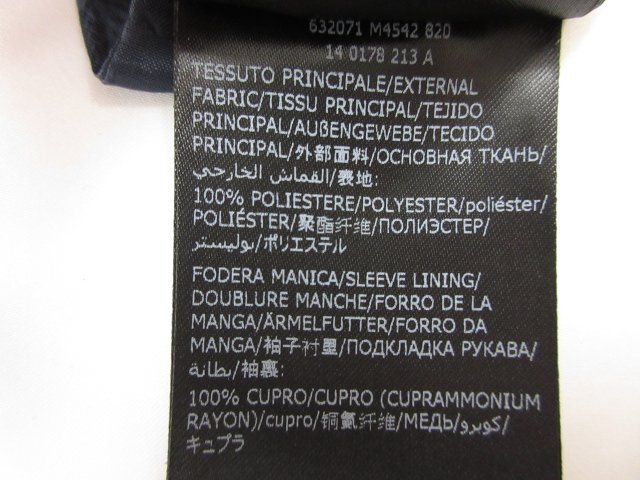 632071 M4542 820
14 0178 213 A
TESSUTO PRINCIPALE/EXTERNAL
FABRIC/TISSU PRINCIPAL/TEJIDO
PRINCIPAL/AUßENGEWEBE/TECIDO
PRINCIPAL/外部面料/ОСНОВНАЯ ТКАНЬ/
القماش الخارجي/表地:
100% POLIESTERE/POLYESTER/poliéster/
POLIÉSTER/聚酯纤维/ПОЛИЭСТЕР/
بوليستر/ポリエステル
FODERA MANICA/SLEEVE LINING/
DOUBLURE MANCHE/FORRO DE LA
MANGA/ÄRMELFUTTER/FORRO DA
MANGA/袖子衬里/ПОДКЛАДКА РУКАВА/
بطانة/袖裏:
100% CUPRO/CUPRO (CUPRAMMONIUM
RAYON)/cupro/铜氨纤维/МЕДЬ/كوبرو/
キュプラ